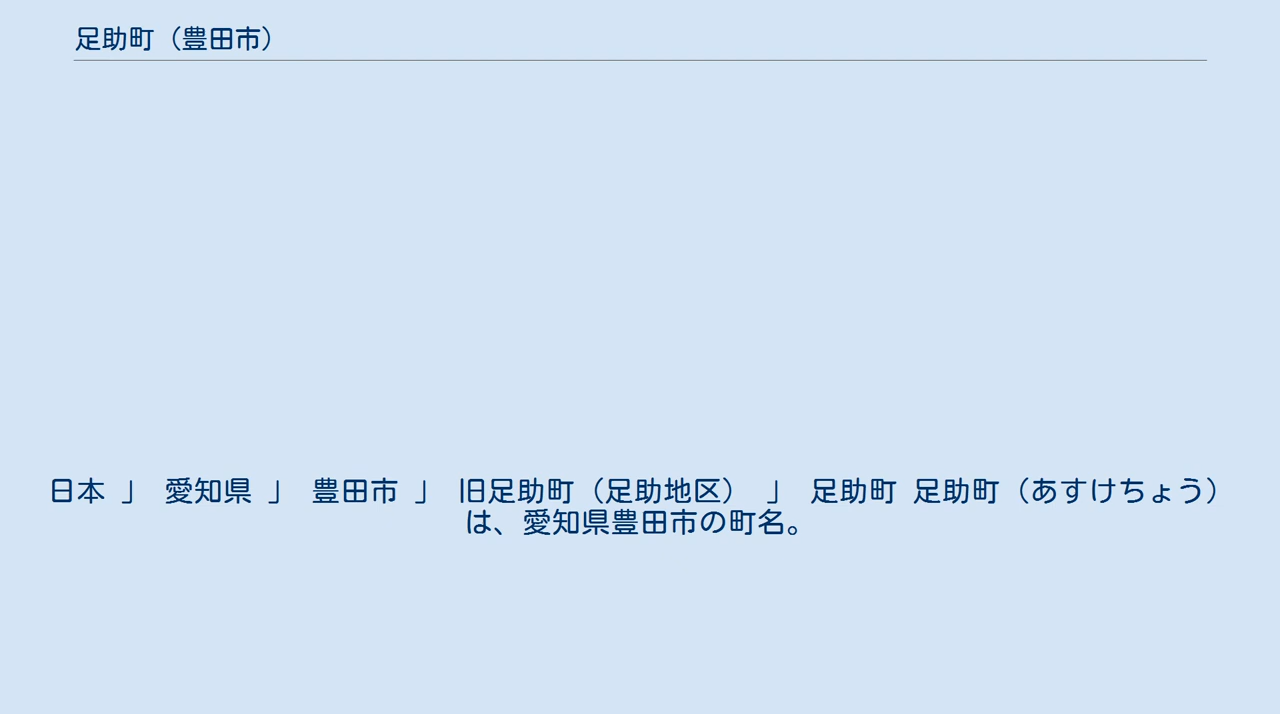 足助町（豊田市）
日本 」 愛知県 」 豊田市 」 旧足助町（足助地区） 」 足助町 足助町（あすけちょう）
は、愛知県豊田市の町名。